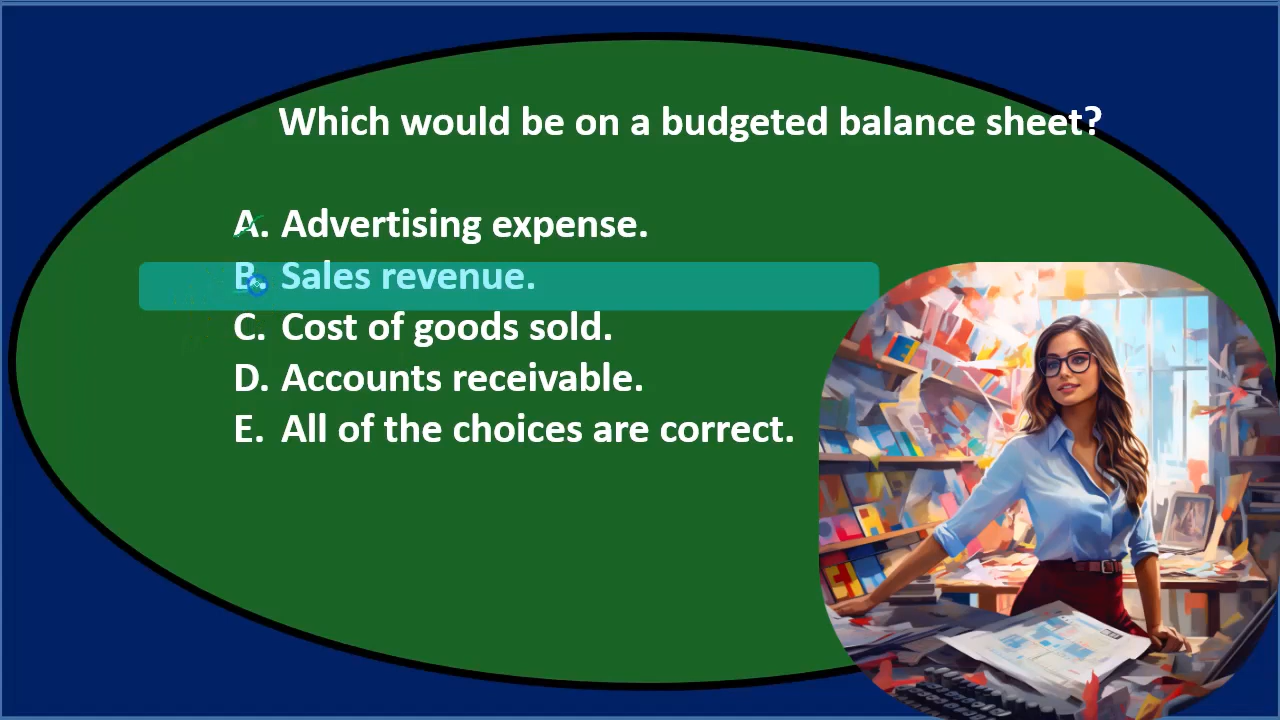 Which would be on a budgeted balance sheet?
A. Advertising expense.
B. Sales revenue.
C. Cost of goods sold.
D. Accounts receivable.
E. All of the choices are correct.